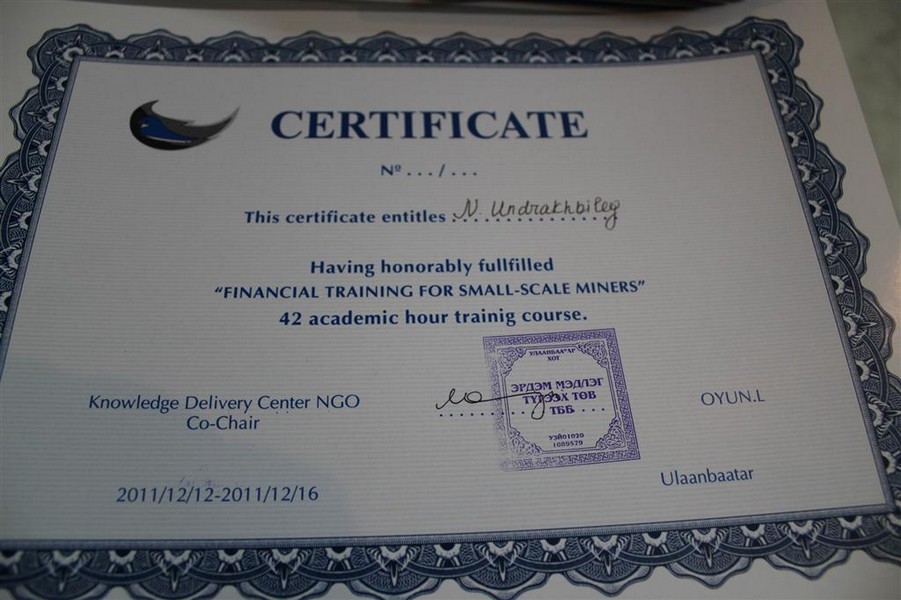 CERTIFICATE
Nº .../...
This certificate entitles N. Undrakhbileg
Having honorably fullfilled
"FINANCIAL TRAINING FOR SMALL-SCALE MINERS"
42 academic hour trainig course.
УЛААНБААТАР
ХОТ
ЭРДЭМ МЭДЛЭГ
ТҮГЭЭХ ТӨВ
ТББ
1089579
Knowledge Delivery Center NGO
Co-Chair
OYUN.L
Ulaanbaatar
2011/12/12-2011/12/16